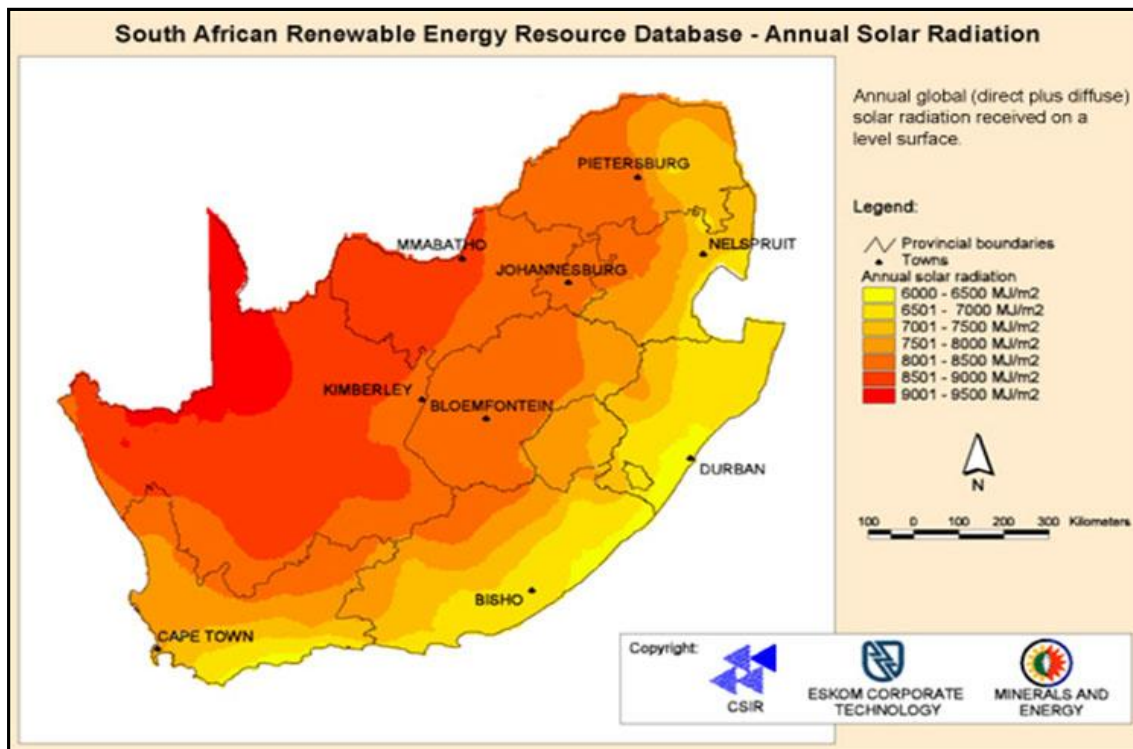 South African Renewable Energy Resource Database - Annual Solar Radiation
Annual global (direct plus diffuse)
solar radiation received on a
level surface.
PIETERSBURG
MMABATHO
NELSPRUIT
JOHANNESBURG
KIMBERLEY
BLOEMFONTEIN
DURBAN
BISHO
CAPE TOWN
Legend:
Provincial boundaries
Towns
Annual solar radiation
6000 - 6500 MJ/m2
6501 - 7000 MJ/m2
7001 - 7500 MJ/m2
7501 - 8000 MJ/m2
8001 - 8500 MJ/m2
8501 - 9000 MJ/m2
9001 - 9500 MJ/m2
N
100 0 100 200 300 Kilometers
Copyright:
CSIR
ESKOM CORPORATE
TECHNOLOGY
MINERALS AND
ENERGY